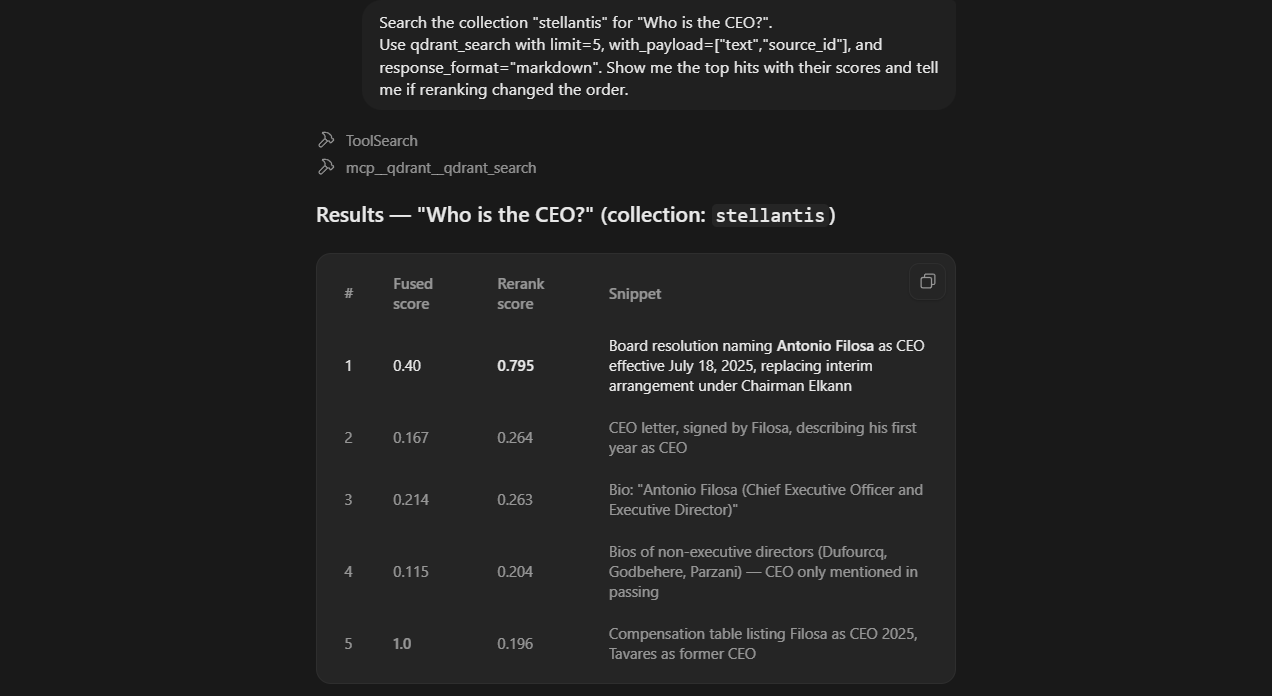 Search the collection "stellantis" for "Who is the CEO?".
Use qdrant_search with limit=5, with_payload=["text","source_id"], and
response_format="markdown". Show me the top hits with their scores and tell
me if reranking changed the order.
ToolSearch
mcp__qdrant__qdrant_search
Results — "Who is the CEO?" (collection: stellantis)
#
Fused
score
Rerank
score
Snippet
1
0.40
0.795
Board resolution naming Antonio Filosa as CEO
effective July 18, 2025, replacing interim
arrangement under Chairman Elkann
2
0.167
0.264
CEO letter, signed by Filosa, describing his first
year as CEO
3
0.214
0.263
Bio: "Antonio Filosa (Chief Executive Officer and
Executive Director)"
4
0.115
0.204
Bios of non-executive directors (Dufourcq,
Godbehere, Parzani) — CEO only mentioned in
passing
5
1.0
0.196
Compensation table listing Filosa as CEO 2025,
Tavares as former CEO